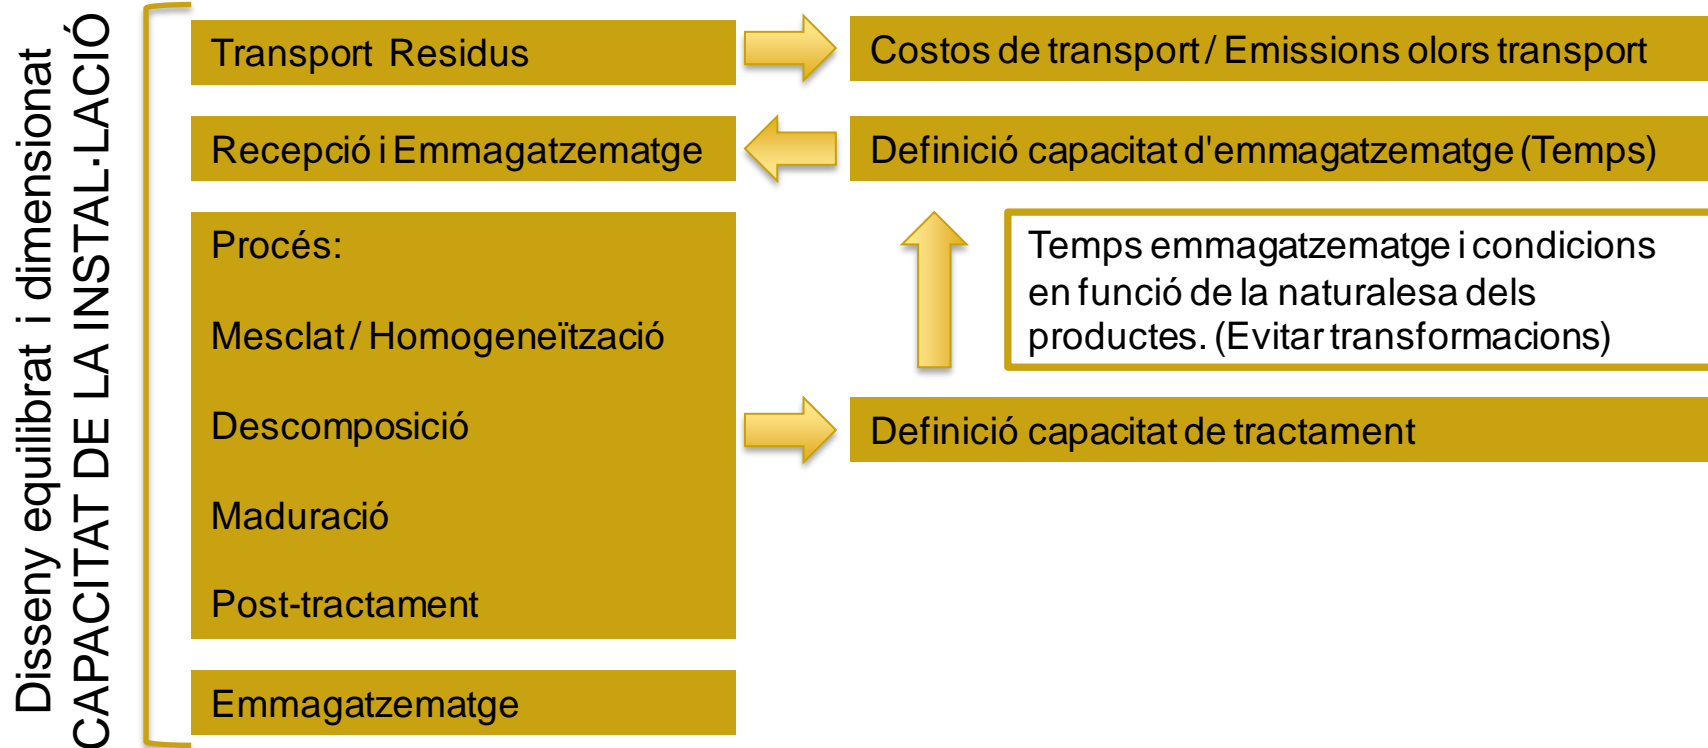 Disseny equilibrat i dimensionat
CAPACITAT DE LA INSTAL·LACIÓ
Transport Residus
Costos de transport / Emissions olors transport
Recepció i Emmagatzematge
Definició capacitat d'emmagatzematge (Temps)
Procés:
Mesclat / Homogeneïtzació
Descomposició
Maduració
Post-tractament
Temps emmagatzematge i condicions
en funció de la naturalesa dels
productes. (Evitar transformacions)
Definició capacitat de tractament
Emmagatzematge